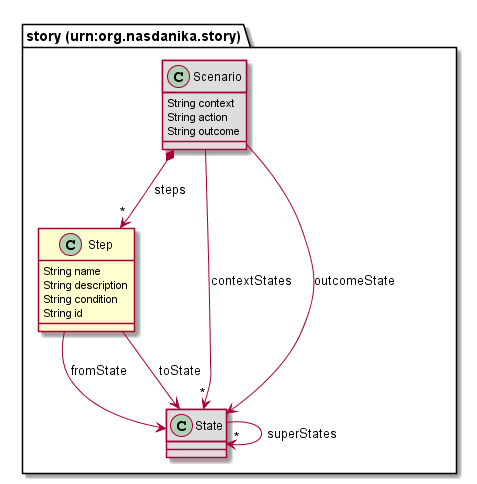 story (urn:org.nasdanika.story)
C Scenario
String context
String action
String outcome
steps
*
C Step
String name
String description
String condition
String id
contextStates
outcomeState
fromState
toState
*
C State
* superStates